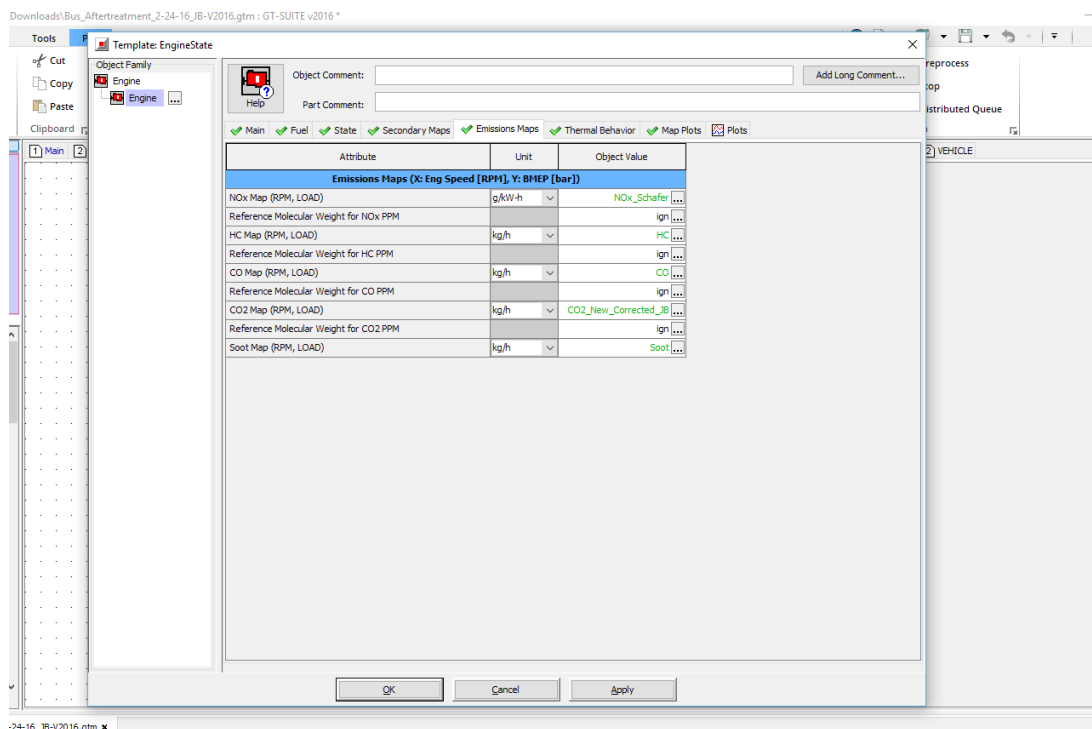 Downloads\Bus_Aftertreatment_2-24-16_JB-V2016.gtm : GT-SUITE v2016 *
Tools
Template: EngineState
Cut
Copy
Paste
Clipboard
Object Family
Engine
Engine
...
Help
Object Comment:
Add Long Comment...
Part Comment:
Main Fuel State Secondary Maps Emissions Maps Thermal Behavior Map Plots Plots
1 Main 2
2 VEHICLE
reprocess
top
istributed Queue
Attribute Unit Object Value
Emissions Maps (X: Eng Speed [RPM], Y: BMEP [bar])
NOx Map (RPM, LOAD) g/kW-h NOx_Schafer ...
Reference Molecular Weight for NOx PPM ign ...
HC Map (RPM, LOAD) kg/h HC ...
Reference Molecular Weight for HC PPM ign ...
CO Map (RPM, LOAD) kg/h CO ...
Reference Molecular Weight for CO PPM ign ...
CO2 Map (RPM, LOAD) kg/h CO2_New_Corrected_JB ...
Reference Molecular Weight for CO2 PPM ign ...
Soot Map (RPM, LOAD) kg/h Soot ...
OK Cancel Apply
-24-16_JB-V2016.gtm x